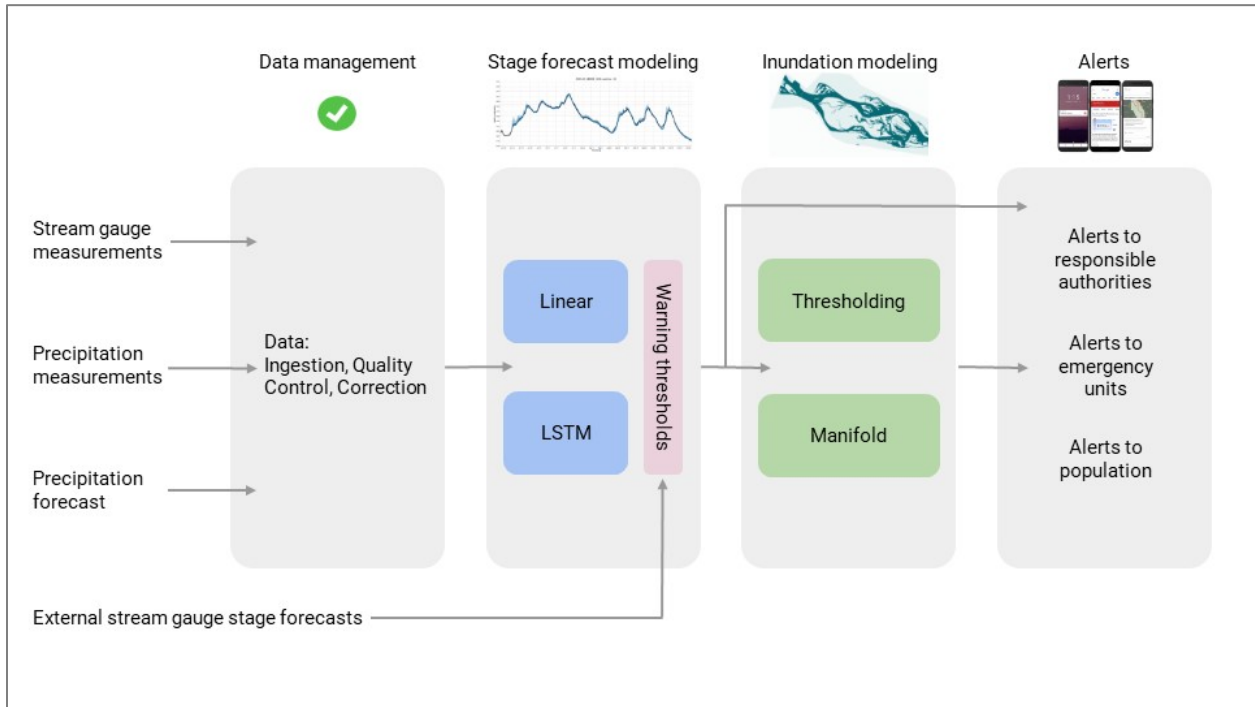 Data management
Stage forecast modeling
Inundation modeling
Alerts
Stream gauge
measurements
Precipitation
measurements
Precipitation
forecast
External stream gauge stage forecasts
Data:
Ingestion, Quality
Control, Correction
Linear
LSTM
Warning thresholds
Thresholding
Manifold
Alerts to
responsible
authorities
Alerts to
emergency
units
Alerts to
population